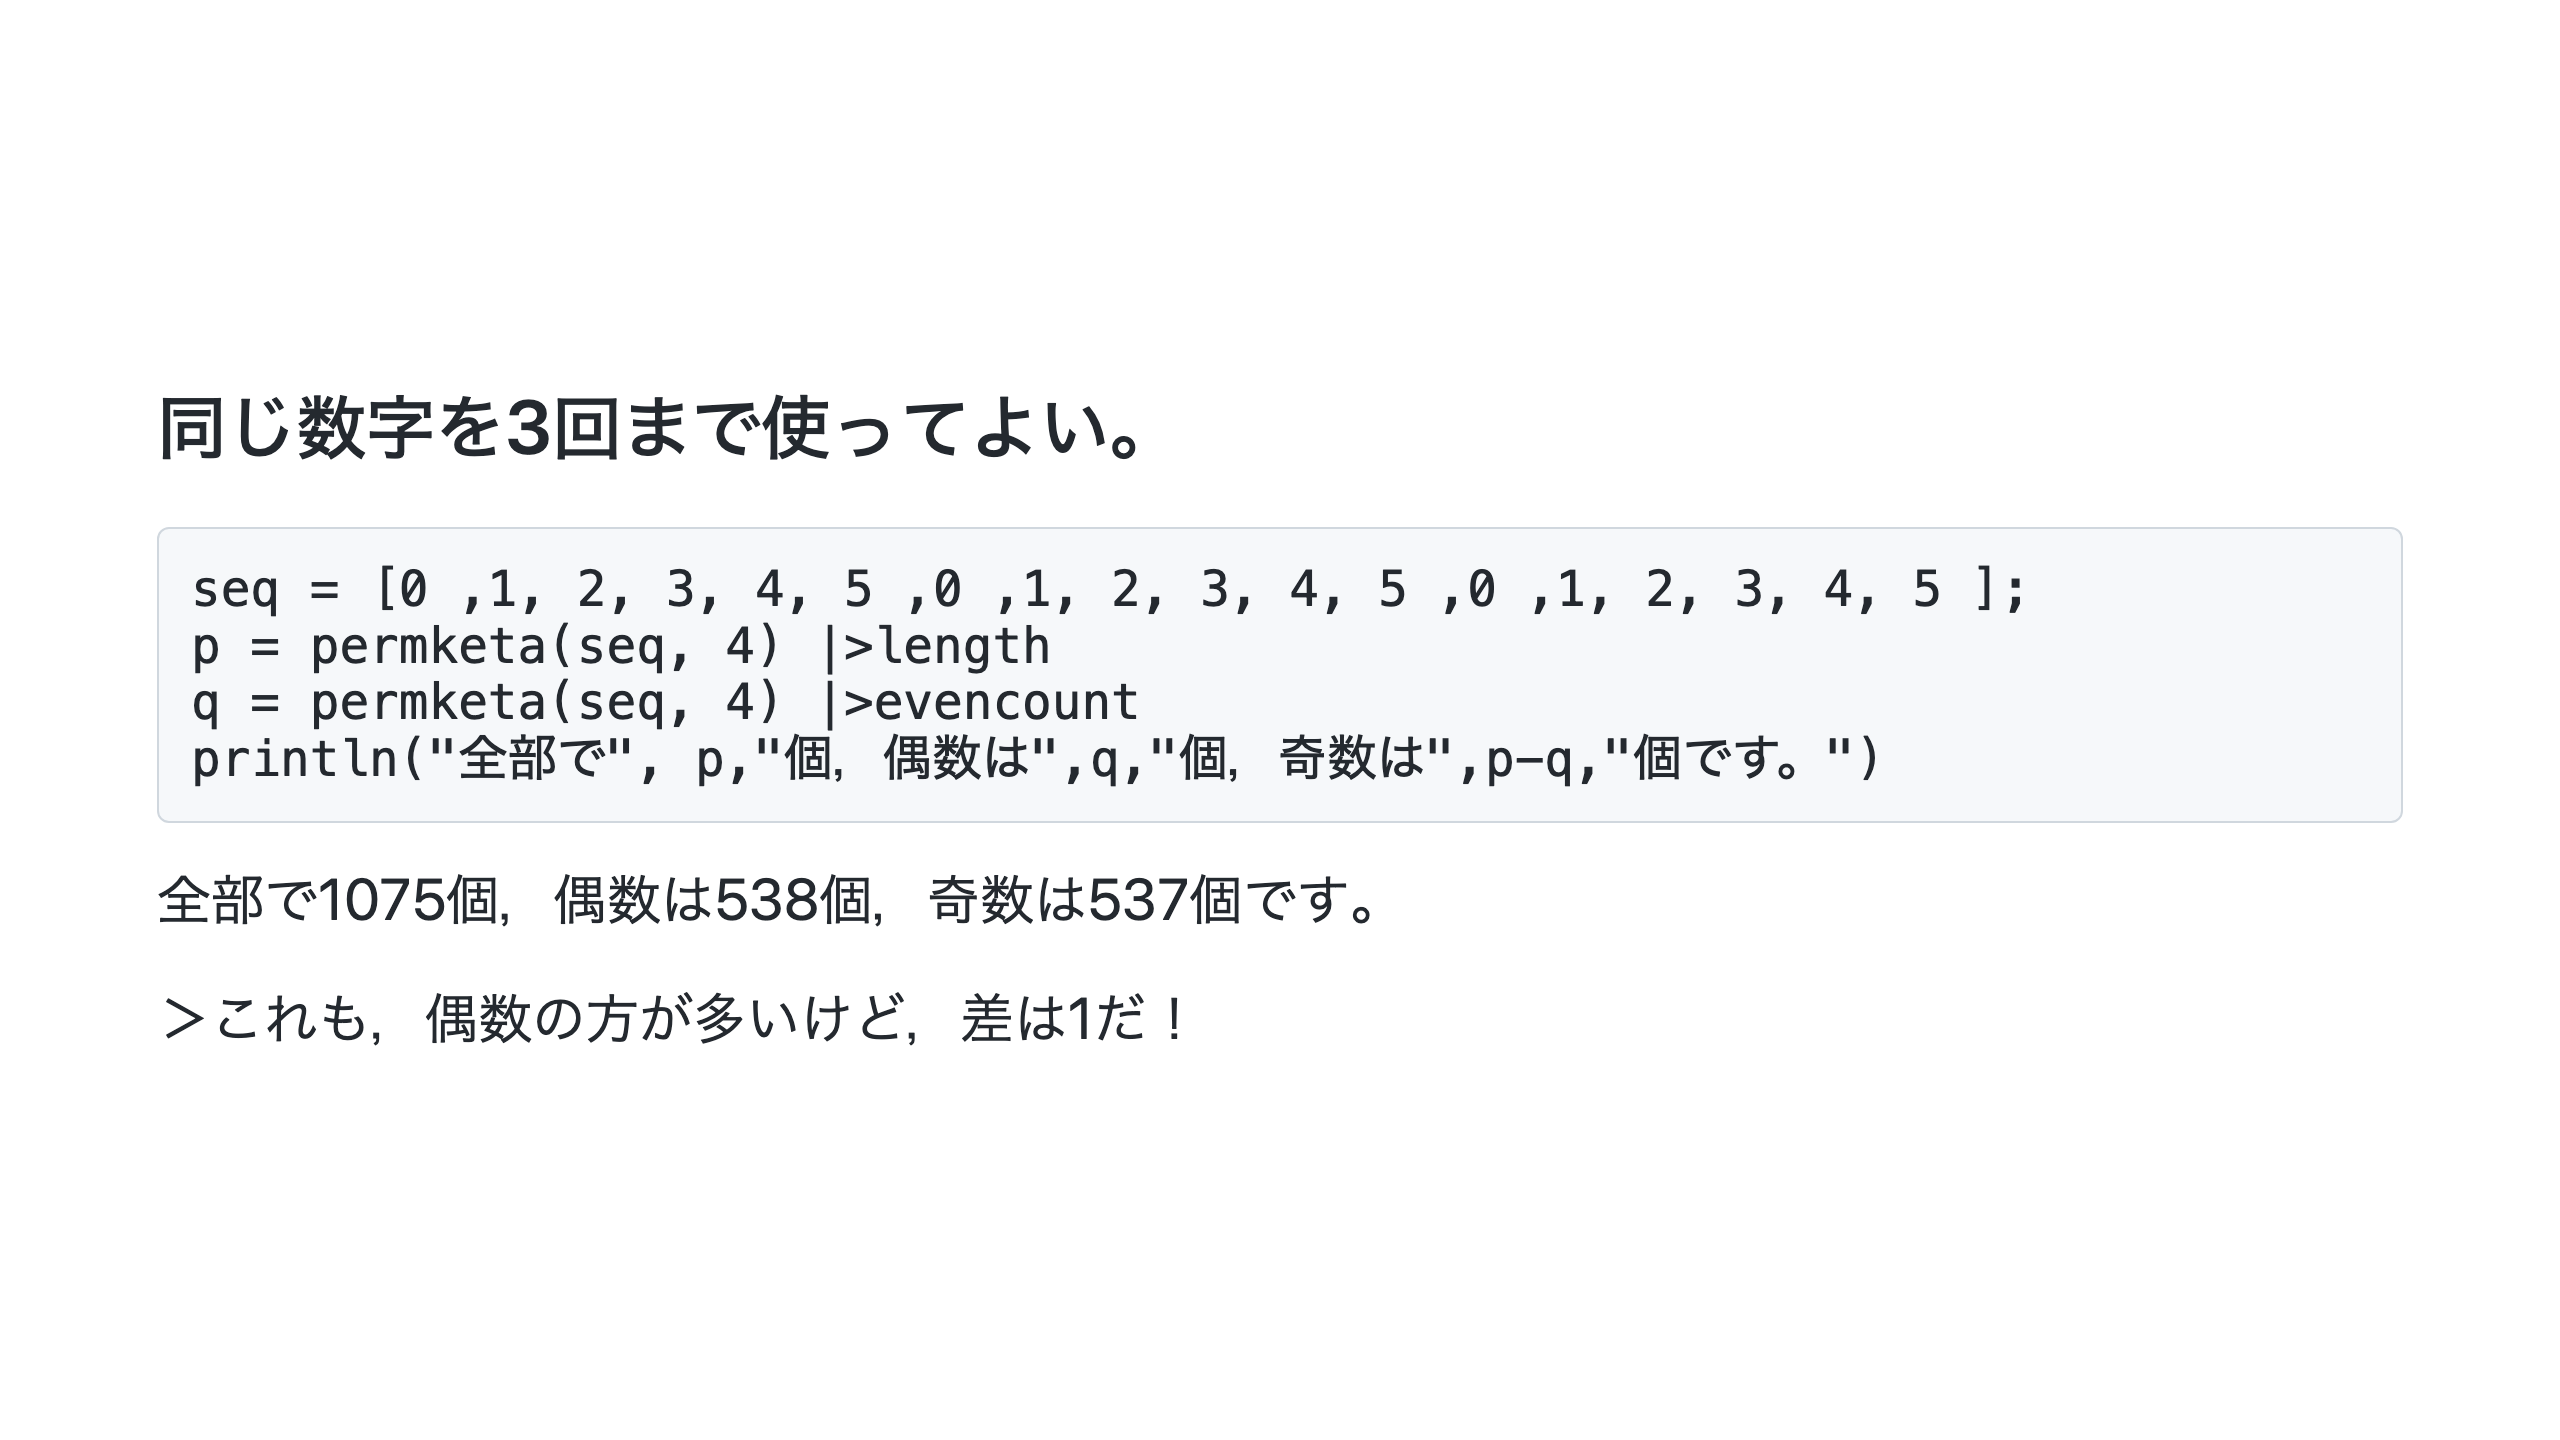 同じ数字を3回まで使ってよい。
seq = [0 ,1, 2, 3, 4, 5 ,0 ,1, 2, 3, 4, 5 ,0 ,1, 2, 3, 4, 5 ];
p = permketa(seq, 4) |>length
q = permketa(seq, 4) |>evencount
println("全部で", p,"個，偶数は",q,"個，奇数は",p-q,"個です。")
全部で1075個，偶数は538個，奇数は537個です。
＞これも，偶数の方が多いけど，差は1だ！